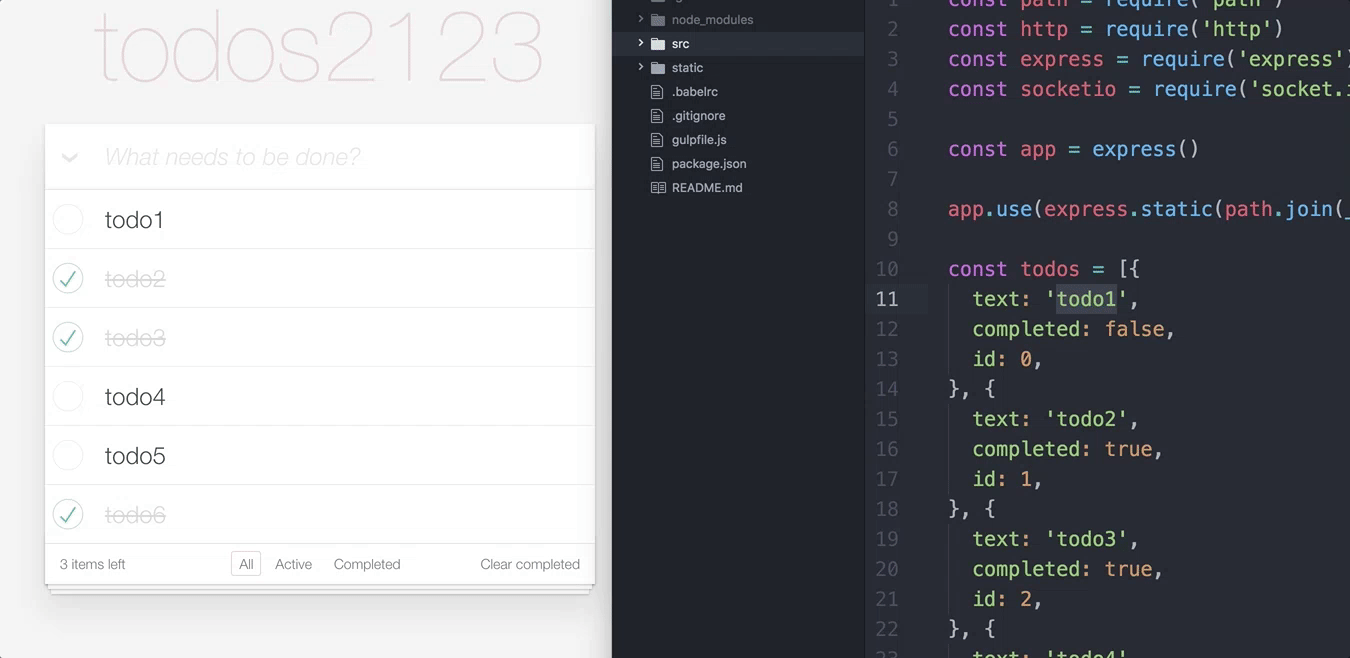 todos2123
What needs to be done?
todo1
todo2
todo3
todo4
todo5
todo6
3 items left
All
Active
Completed
Clear completed
node_modules
src
static
.babelrc
.gitignore
gulpfile.js
package.json
README.md
1 const path = require('path')
2 const http = require('http')
3 const express = require('express')
4 const socketio = require('socket.i
5
6 const app = express()
7
8 app.use(express.static(path.join(_
9
10 const todos = [{
11 text: 'todo1',
12 completed: false,
13 id: 0,
14 }, {
15 text: 'todo2',
16 completed: true,
17 id: 1,
18 }, {
19 text: 'todo3',
20 completed: true,
21 id: 2,
22 }, {
23 text: 'todo4'